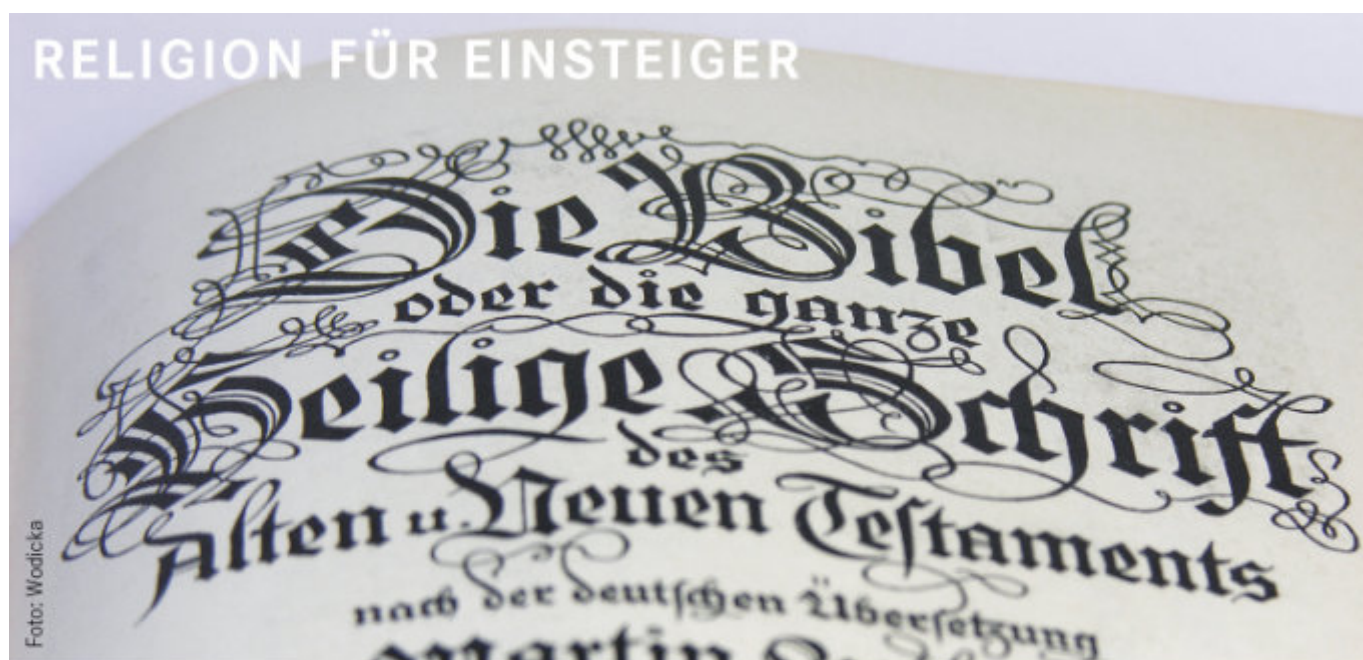 RELIGION FÜR EINSTEIGER
Die Bibel
oder die ganze
Heilige Schrift
des
Alten u. Neuen Testaments
nach der deutschen Übersetzung
Martin
Foto: Wodicka